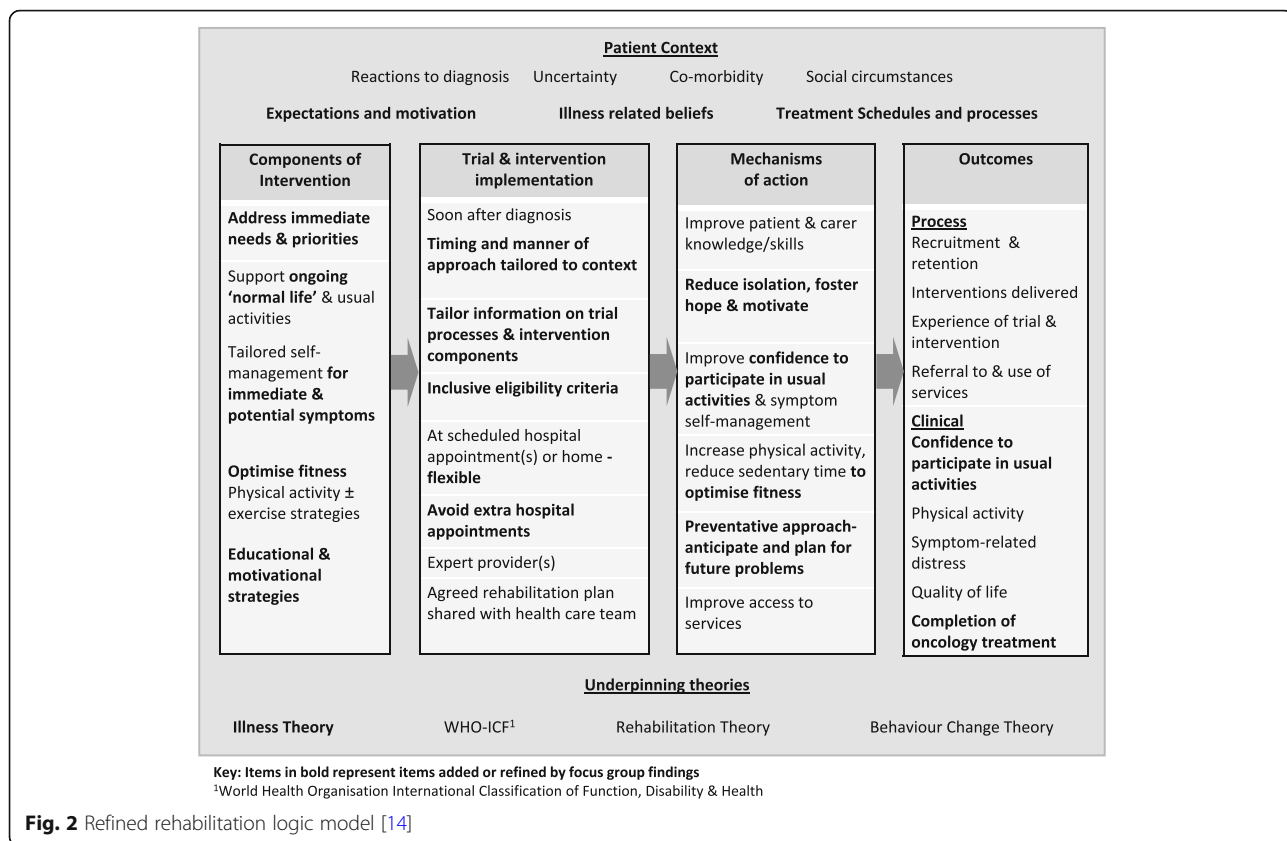 Patient Context
Reactions to diagnosis Uncertainty Co-morbidity Social circumstances
Expectations and motivation Illness related beliefs Treatment Schedules and processes
Components of
Intervention
Address immediate
needs & priorities
Support ongoing
‘normal life’ & usual
activities
Tailored self-
management for
immediate &
potential symptoms
Optimise fitness
Physical activity ±
exercise strategies
Educational &
motivational
strategies
Trial & intervention
implementation
Soon after diagnosis
Timing and manner of
approach tailored to context
Tailor information on trial
processes & intervention
components
Inclusive eligibility criteria
At scheduled hospital
appointment(s) or home -
flexible
Avoid extra hospital
appointments
Expert provider(s)
Agreed rehabilitation plan
shared with health care team
Mechanisms
of action
Improve patient & carer
knowledge/skills
Reduce isolation, foster
hope & motivate
Improve confidence to
participate in usual
activities & symptom
self-management
Increase physical activity,
reduce sedentary time to
optimise fitness
Preventative approach-
anticipate and plan for
future problems
Improve access to
services
Outcomes
Process
Recruitment &
retention
Interventions delivered
Experience of trial &
intervention
Referral to & use of
services
Clinical
Confidence to
participate in usual
activities
Physical activity
Symptom-related
distress
Quality of life
Completion of
oncology treatment
Underpinning theories
Illness Theory WHO-ICF¹ Rehabilitation Theory Behaviour Change Theory
Key: Items in bold represent items added or refined by focus group findings
¹World Health Organisation International Classification of Function, Disability & Health
Fig. 2 Refined rehabilitation logic model [14]